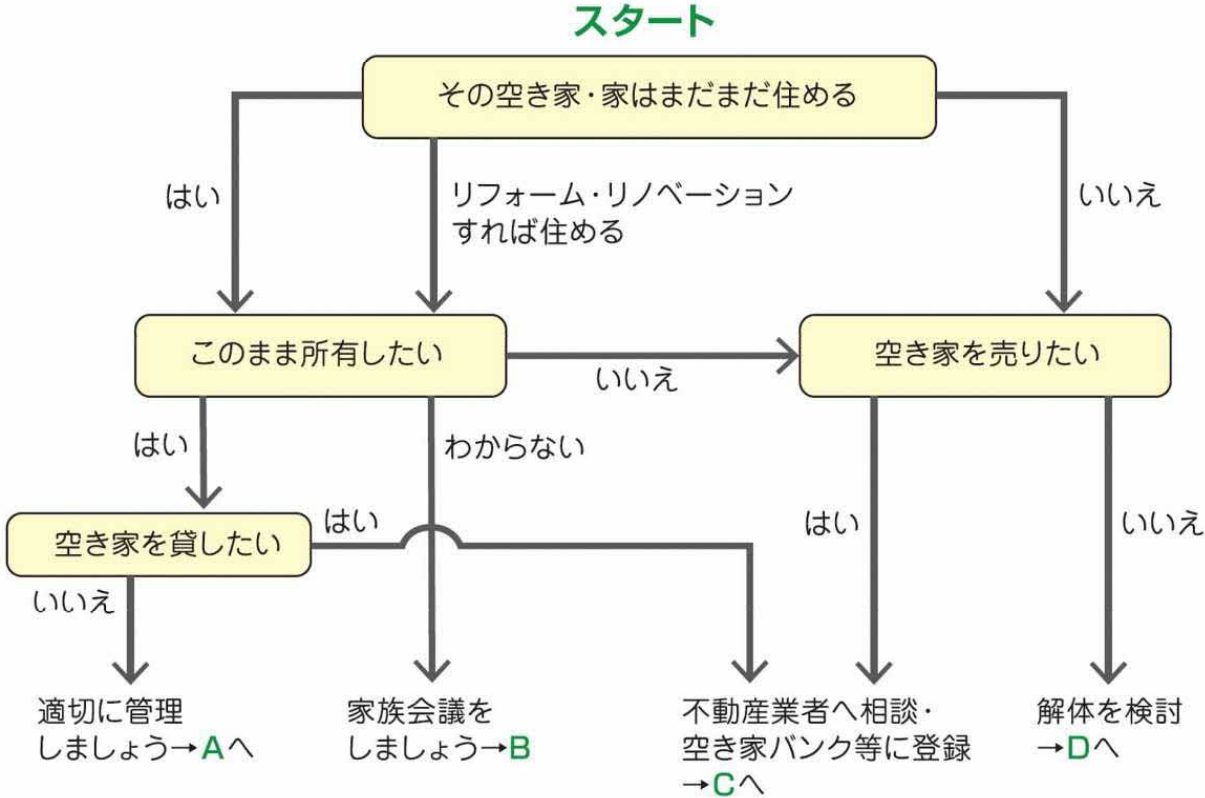 スタート
その空き家・家はまだまだ住める
はい
リフォーム・リノベーション
すれば住める
いいえ
このまま所有したい
いいえ
空き家を売りたい
はい
わからない
はい
いいえ
空き家を貸したい
はい
いいえ
適切に管理
しましょう→Aへ
家族会議を
しましょう→B
不動産業者へ相談・
空き家バンク等に登録
→Cへ
解体を検討
→Dへ